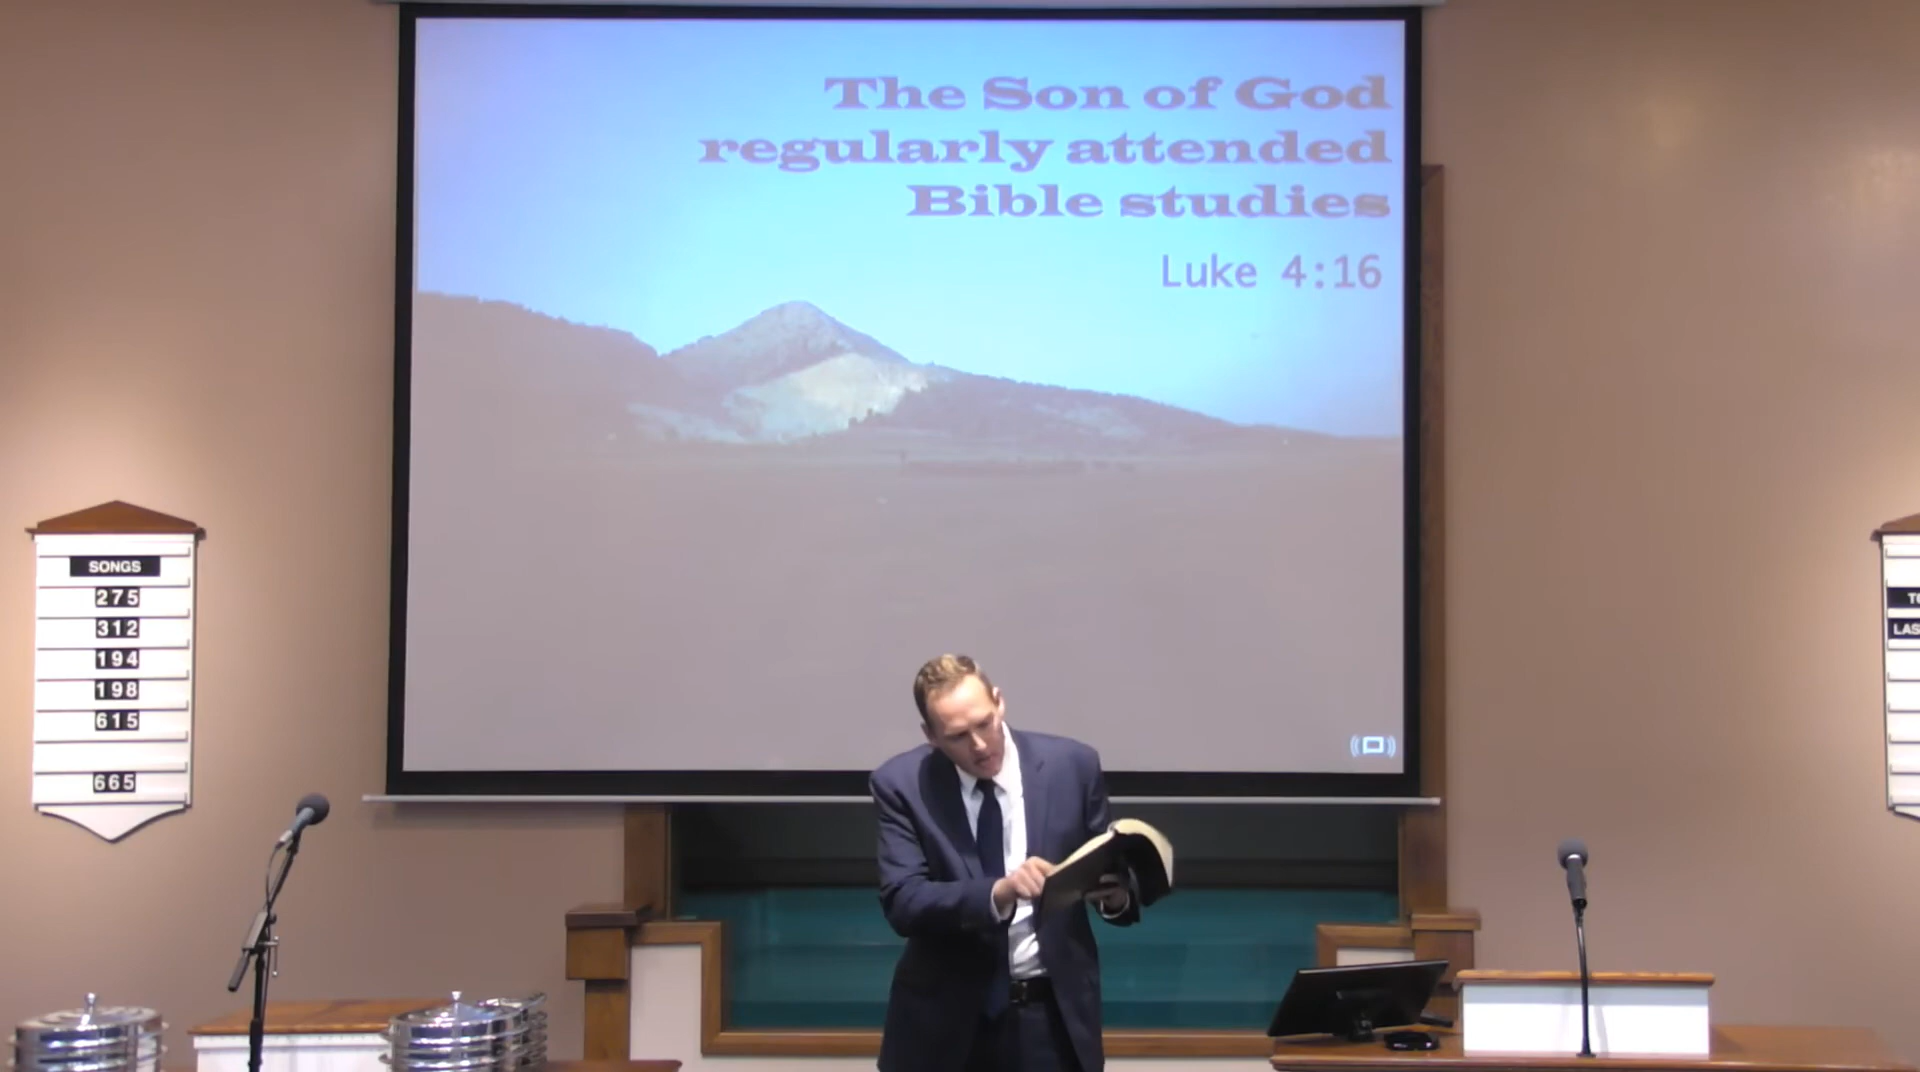 The Son of God
regularly attended
Bible studies
Luke 4:16
SONGS
275
312
194
198
615
665